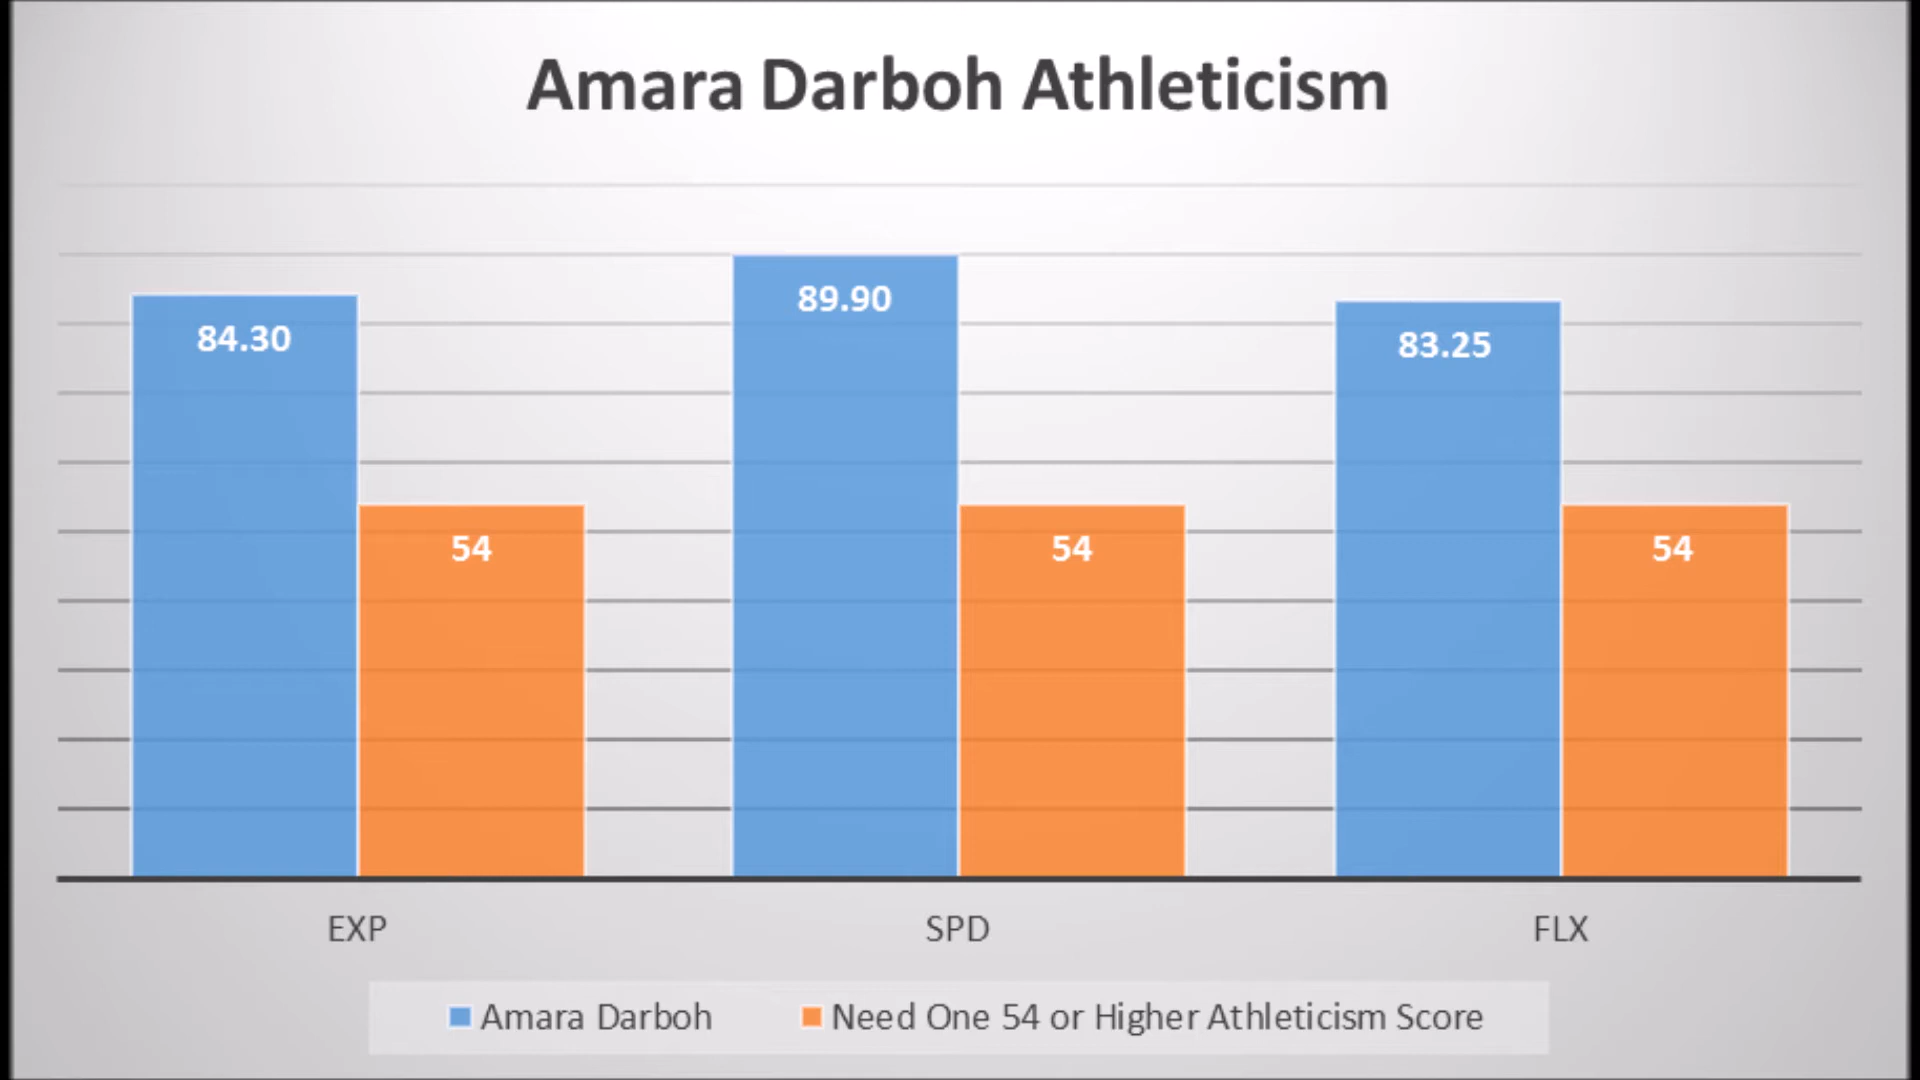 Amara Darboh Athleticism
84.30
54
89.90
54
83.25
54
EXP
SPD
FLX
Amara Darboh
Need One 54 or Higher Athleticism Score